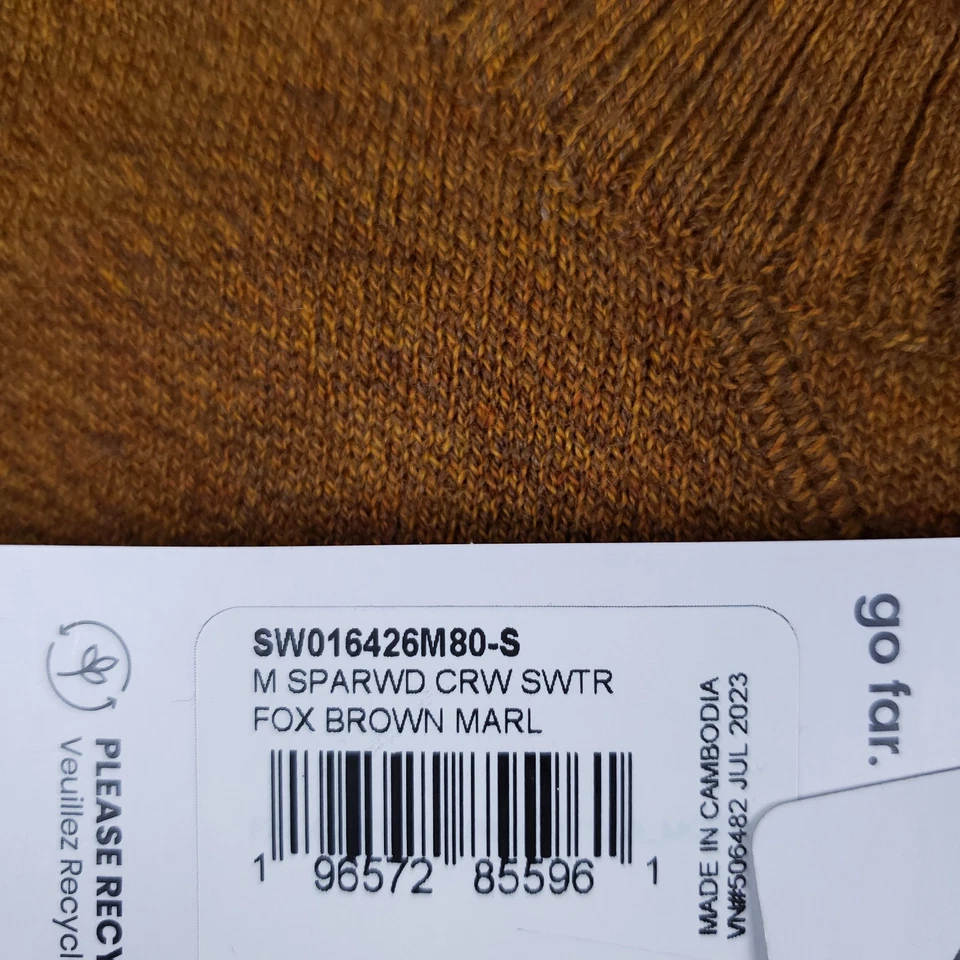 SW016426M80-S
M SPARWD CRW SWTR
FOX BROWN MARL
1 96572 85596 1
MADE IN CAMBODIA
VN#506482 JUL 2023
go far.
PLEASE RECY
Veuillez Recycl